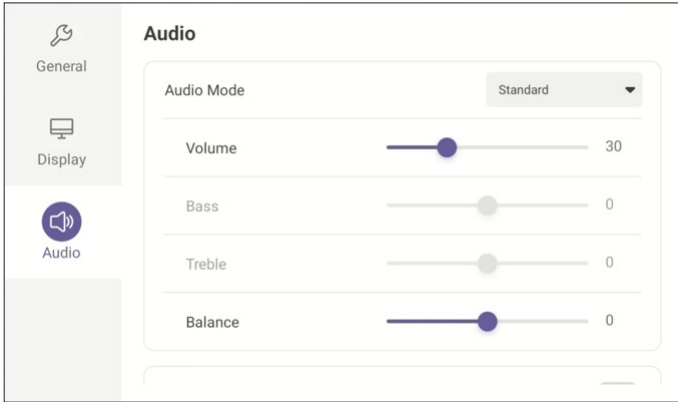 General
Display
Audio
Audio
Audio Mode
Standard
Volume
30
Bass
0
Treble
0
Balance
0